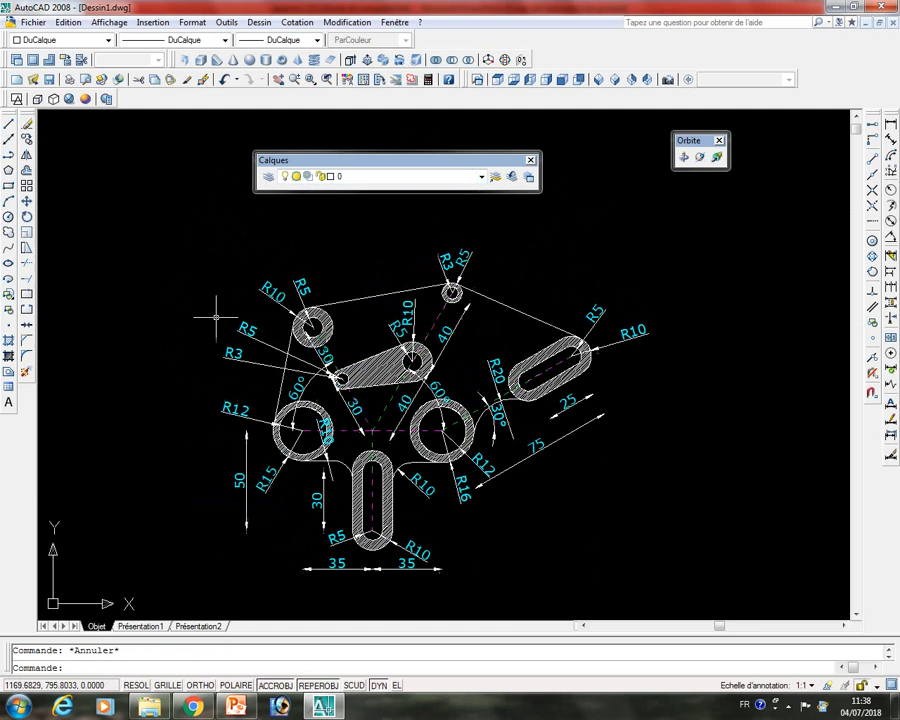 AutoCAD 2008 - [Dessin1.dwg]
Fichier Edition Affichage Insertion Format Outils Dessin Cotation Modification Fenêtre ?
Tapez une question pour obtenir de l'aide
DuCalque DuCalque DuCalque ParCouleur
Calques
0
Orbite
R3 R5
R5
R10
R10
R5
R5
R10
R5
40
R3
30
R20
60°
60°
30
40
30°
25
R12
R10
75
R12
R15
50
30
R10
R16
R5
R10
35
35
Y
X
Objet Présentation1 Présentation2
Commande: *Annuler*
Commande:
1169.6829, 795.8033, 0.0000 RESOL GRILLE ORTHO POLAIRE ACCROBJ REPEROBJ SCUD DYN EL Echelle d'annotation: 1:1
FR
11:38
04/07/2018